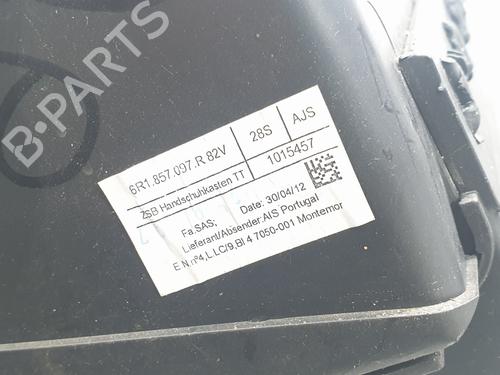 B-PARTS
6R1.857.097.R 82V
28S
AJS
ZSB Handschuhkasten TT
1015457
Fa.SAS;
Date: 30/04/12
Lieferant/Absender:AIS Portugal
E.N.nº4,L.LC/9,Bl 4 7050-001 Montemor